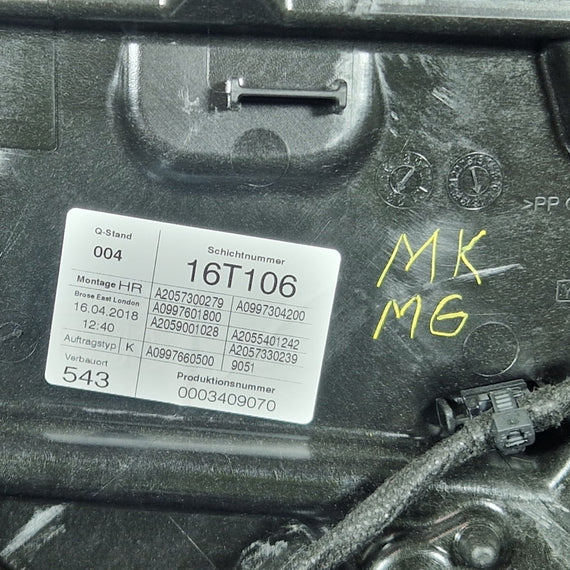 Q-Stand
004
Schichtnummer
16T106
Montage HR
Brose East London
16.04.2018
12:40
A2057300279 A0997304200
A0997601800
A2059001028 A2055401242
A2057330239
Auftragstyp K A0997660500 9051
Verbauort
543
Produktionsnummer
0003409070
MK
MG
>PP